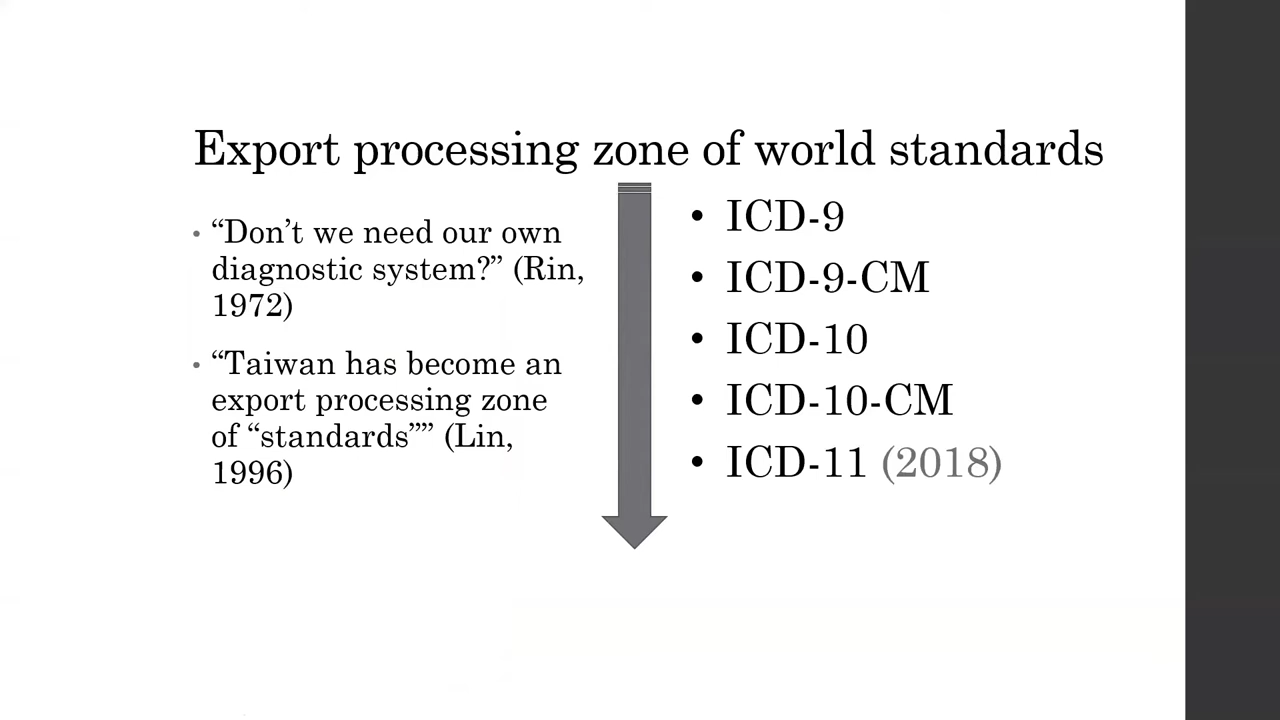 Export processing zone of world standards
• “Don’t we need our own
diagnostic system?” (Rin,
1972)
• “Taiwan has become an
export processing zone
of “standards”” (Lin,
1996)
• ICD-9
• ICD-9-CM
• ICD-10
• ICD-10-CM
• ICD-11 (2018)